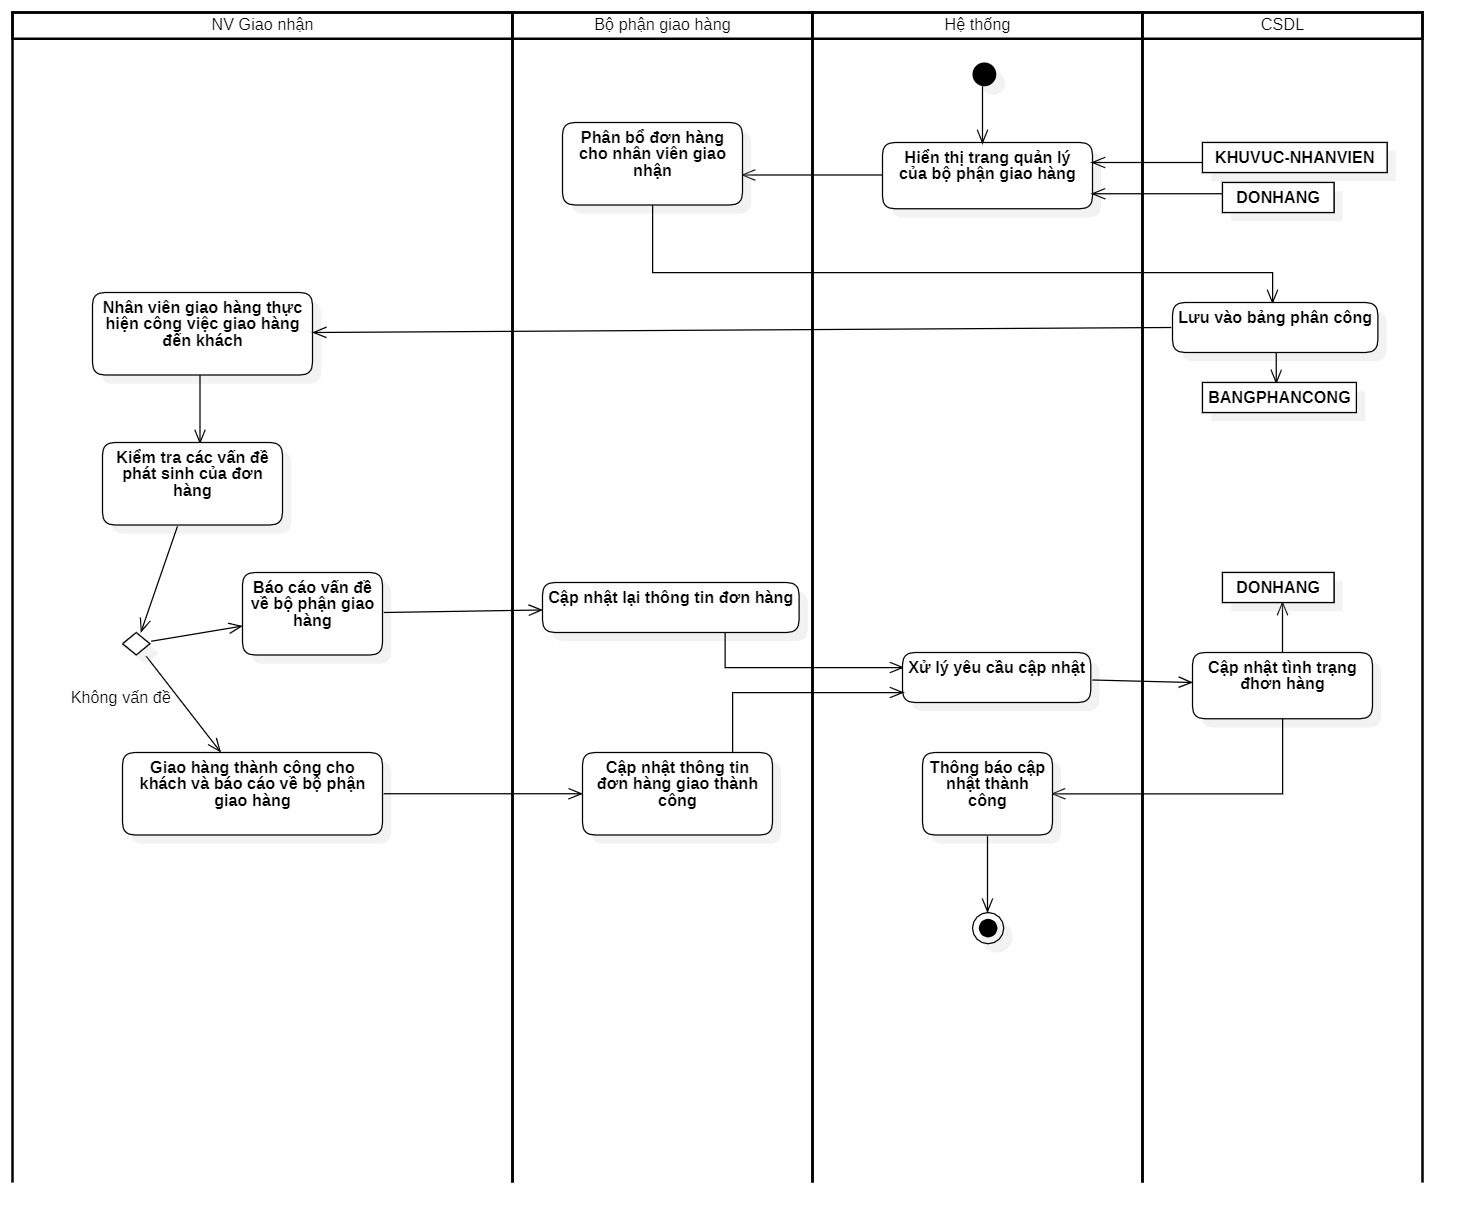 NV Giao nhận
Bộ phận giao hàng
Hệ thống
CSDL
Phân bổ đơn hàng
cho nhân viên giao
nhận
Hiển thị trang quản lý
của bộ phận giao hàng
KHUVUC-NHANVIEN
DONHANG
Nhân viên giao hàng thực
hiện công việc giao hàng
đến khách
Lưu vào bảng phân công
BANGPHANCONG
Kiểm tra các vấn đề
phát sinh của đơn
hàng
Báo cáo vấn đề
về bộ phận giao
hàng
Cập nhật lại thông tin đơn hàng
DONHANG
Xử lý yêu cầu cập nhật
Cập nhật tình trạng
đhơn hàng
Không vấn đề
Giao hàng thành công cho
khách và báo cáo về bộ phận
giao hàng
Cập nhật thông tin
đơn hàng giao thành
công
Thông báo cập
nhật thành
công